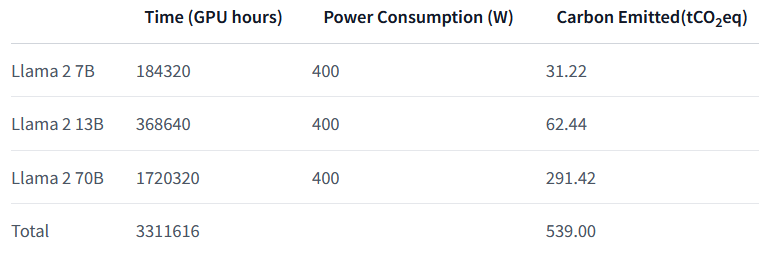 Time (GPU hours) Power Consumption (W) Carbon Emitted(tCO₂eq)
Llama 2 7B 184320 400 31.22
Llama 2 13B 368640 400 62.44
Llama 2 70B 1720320 400 291.42
Total 3311616 539.00